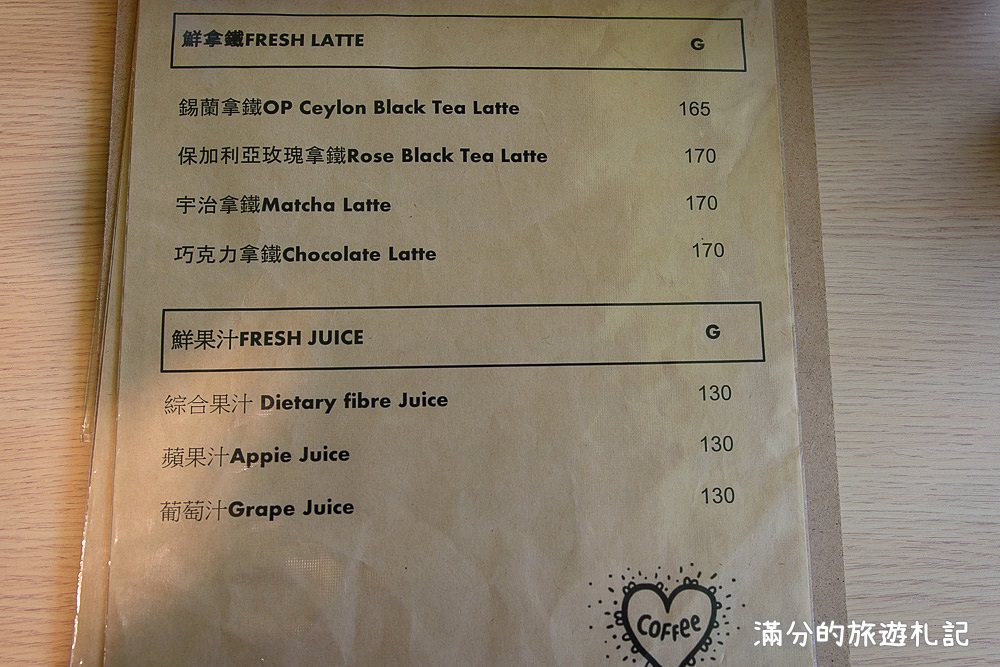 鮮拿鐵FRESH LATTE G
錫蘭拿鐵OP Ceylon Black Tea Latte 165
保加利亞玫瑰拿鐵Rose Black Tea Latte 170
宇治拿鐵Matcha Latte 170
巧克力拿鐵Chocolate Latte 170
鮮果汁FRESH JUICE G
綜合果汁 Dietary fibre Juice 130
蘋果汁Appie Juice 130
葡萄汁Grape Juice 130
Coffee
滿分的旅遊札記